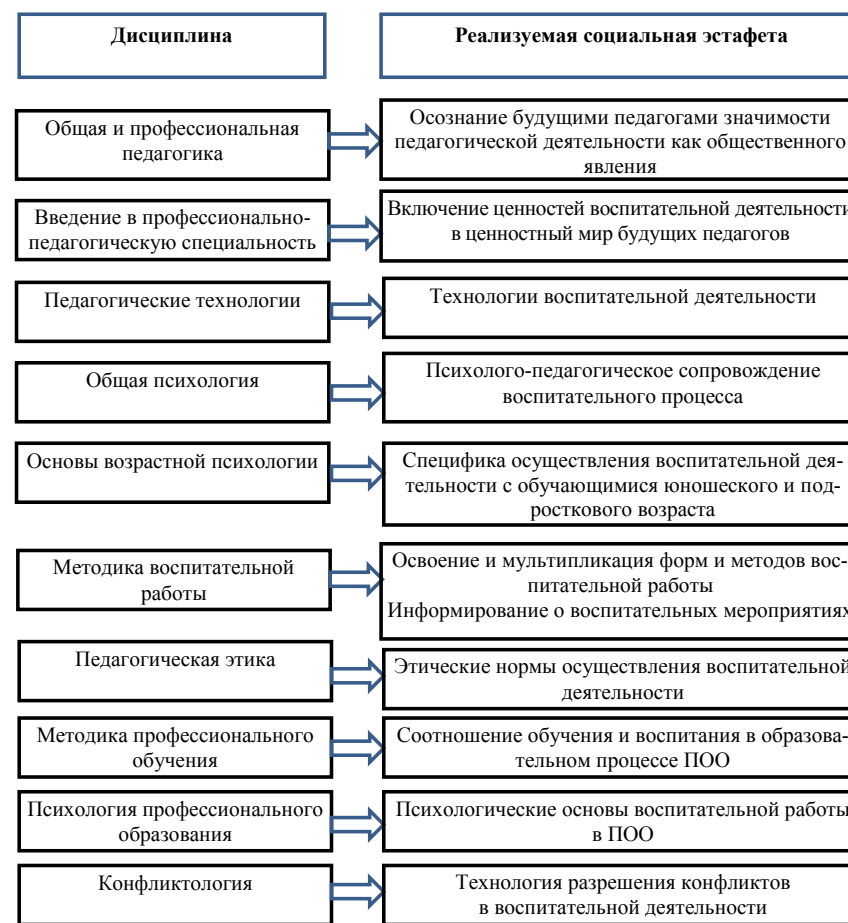 Дисциплина
Реализуемая социальная эстафета
Общая и профессиональная
педагогика
Осознание будущими педагогами значимости
педагогической деятельности как общественного
явления
Введение в профессионально-
педагогическую специальность
Включение ценностей воспитательной деятельности
в ценностный мир будущих педагогов
Педагогические технологии
Технологии воспитательной деятельности
Общая психология
Психолого-педагогическое сопровождение
воспитательного процесса
Основы возрастной психологии
Специфика осуществления воспитательной дея-
тельности с обучающимися юношеского и под-
росткового возраста
Методика воспитательной
работы
Освоение и мультипликация форм и методов вос-
питательной работы
Информирование о воспитательных мероприятиях
Педагогическая этика
Этические нормы осуществления воспитательной
деятельности
Методика профессионального
обучения
Соотношение обучения и воспитания в образова-
тельном процессе ПОО
Психология профессионального
образования
Психологические основы воспитательной работы
в ПОО
Конфликтология
Технология разрешения конфликтов
в воспитательной деятельности